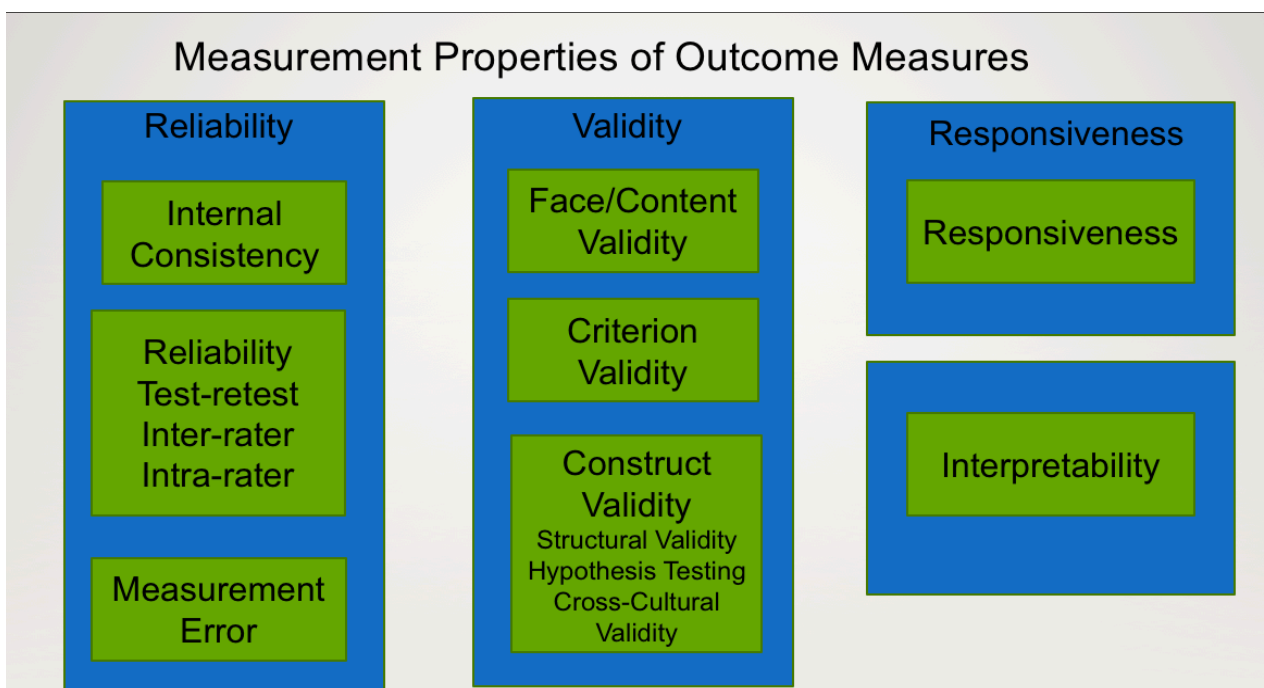 Measurement Properties of Outcome Measures
Reliability
Internal
Consistency
Reliability
Test-retest
Inter-rater
Intra-rater
Measurement
Error
Validity
Face/Content
Validity
Criterion
Validity
Construct
Validity
Structural Validity
Hypothesis Testing
Cross-Cultural
Validity
Responsiveness
Responsiveness
Interpretability